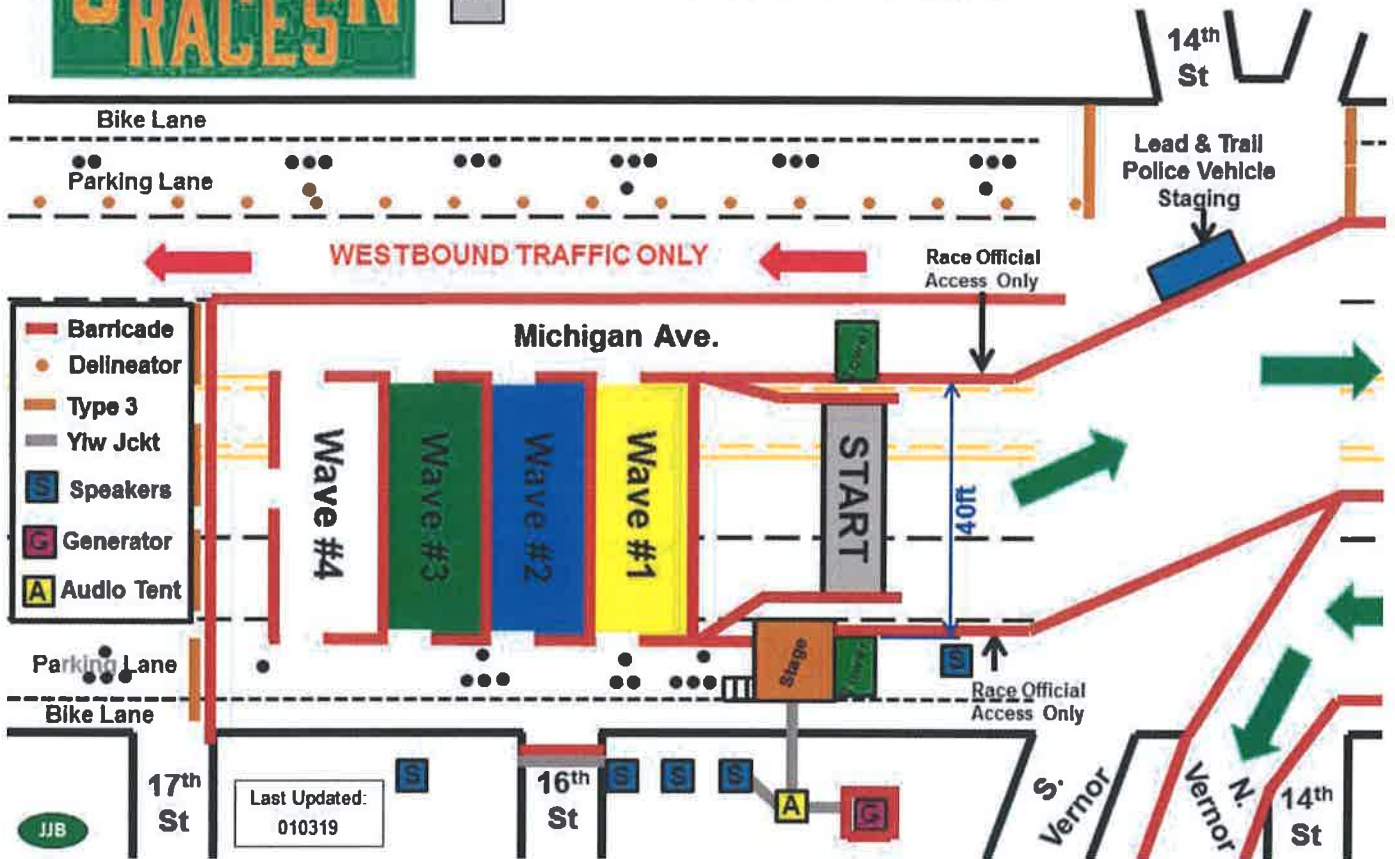 RACES
14th
St
Bike Lane
Parking Lane
Lead & Trail
Police Vehicle
Staging
WESTBOUND TRAFFIC ONLY
Race Official
Access Only
Barricade
Delineator
Type 3
Ylw Jckt
S Speakers
G Generator
A Audio Tent
Michigan Ave.
Wave #4
Wave #3
Wave #2
Wave #1
START
40ft
Parking Lane
Bike Lane
Stage
S
Race Official
Access Only
17th
St
S
Last Updated:
010319
16th
St
S
S
S
A
G
S.
Vernor
N.
Vernor
14th
St
JJB